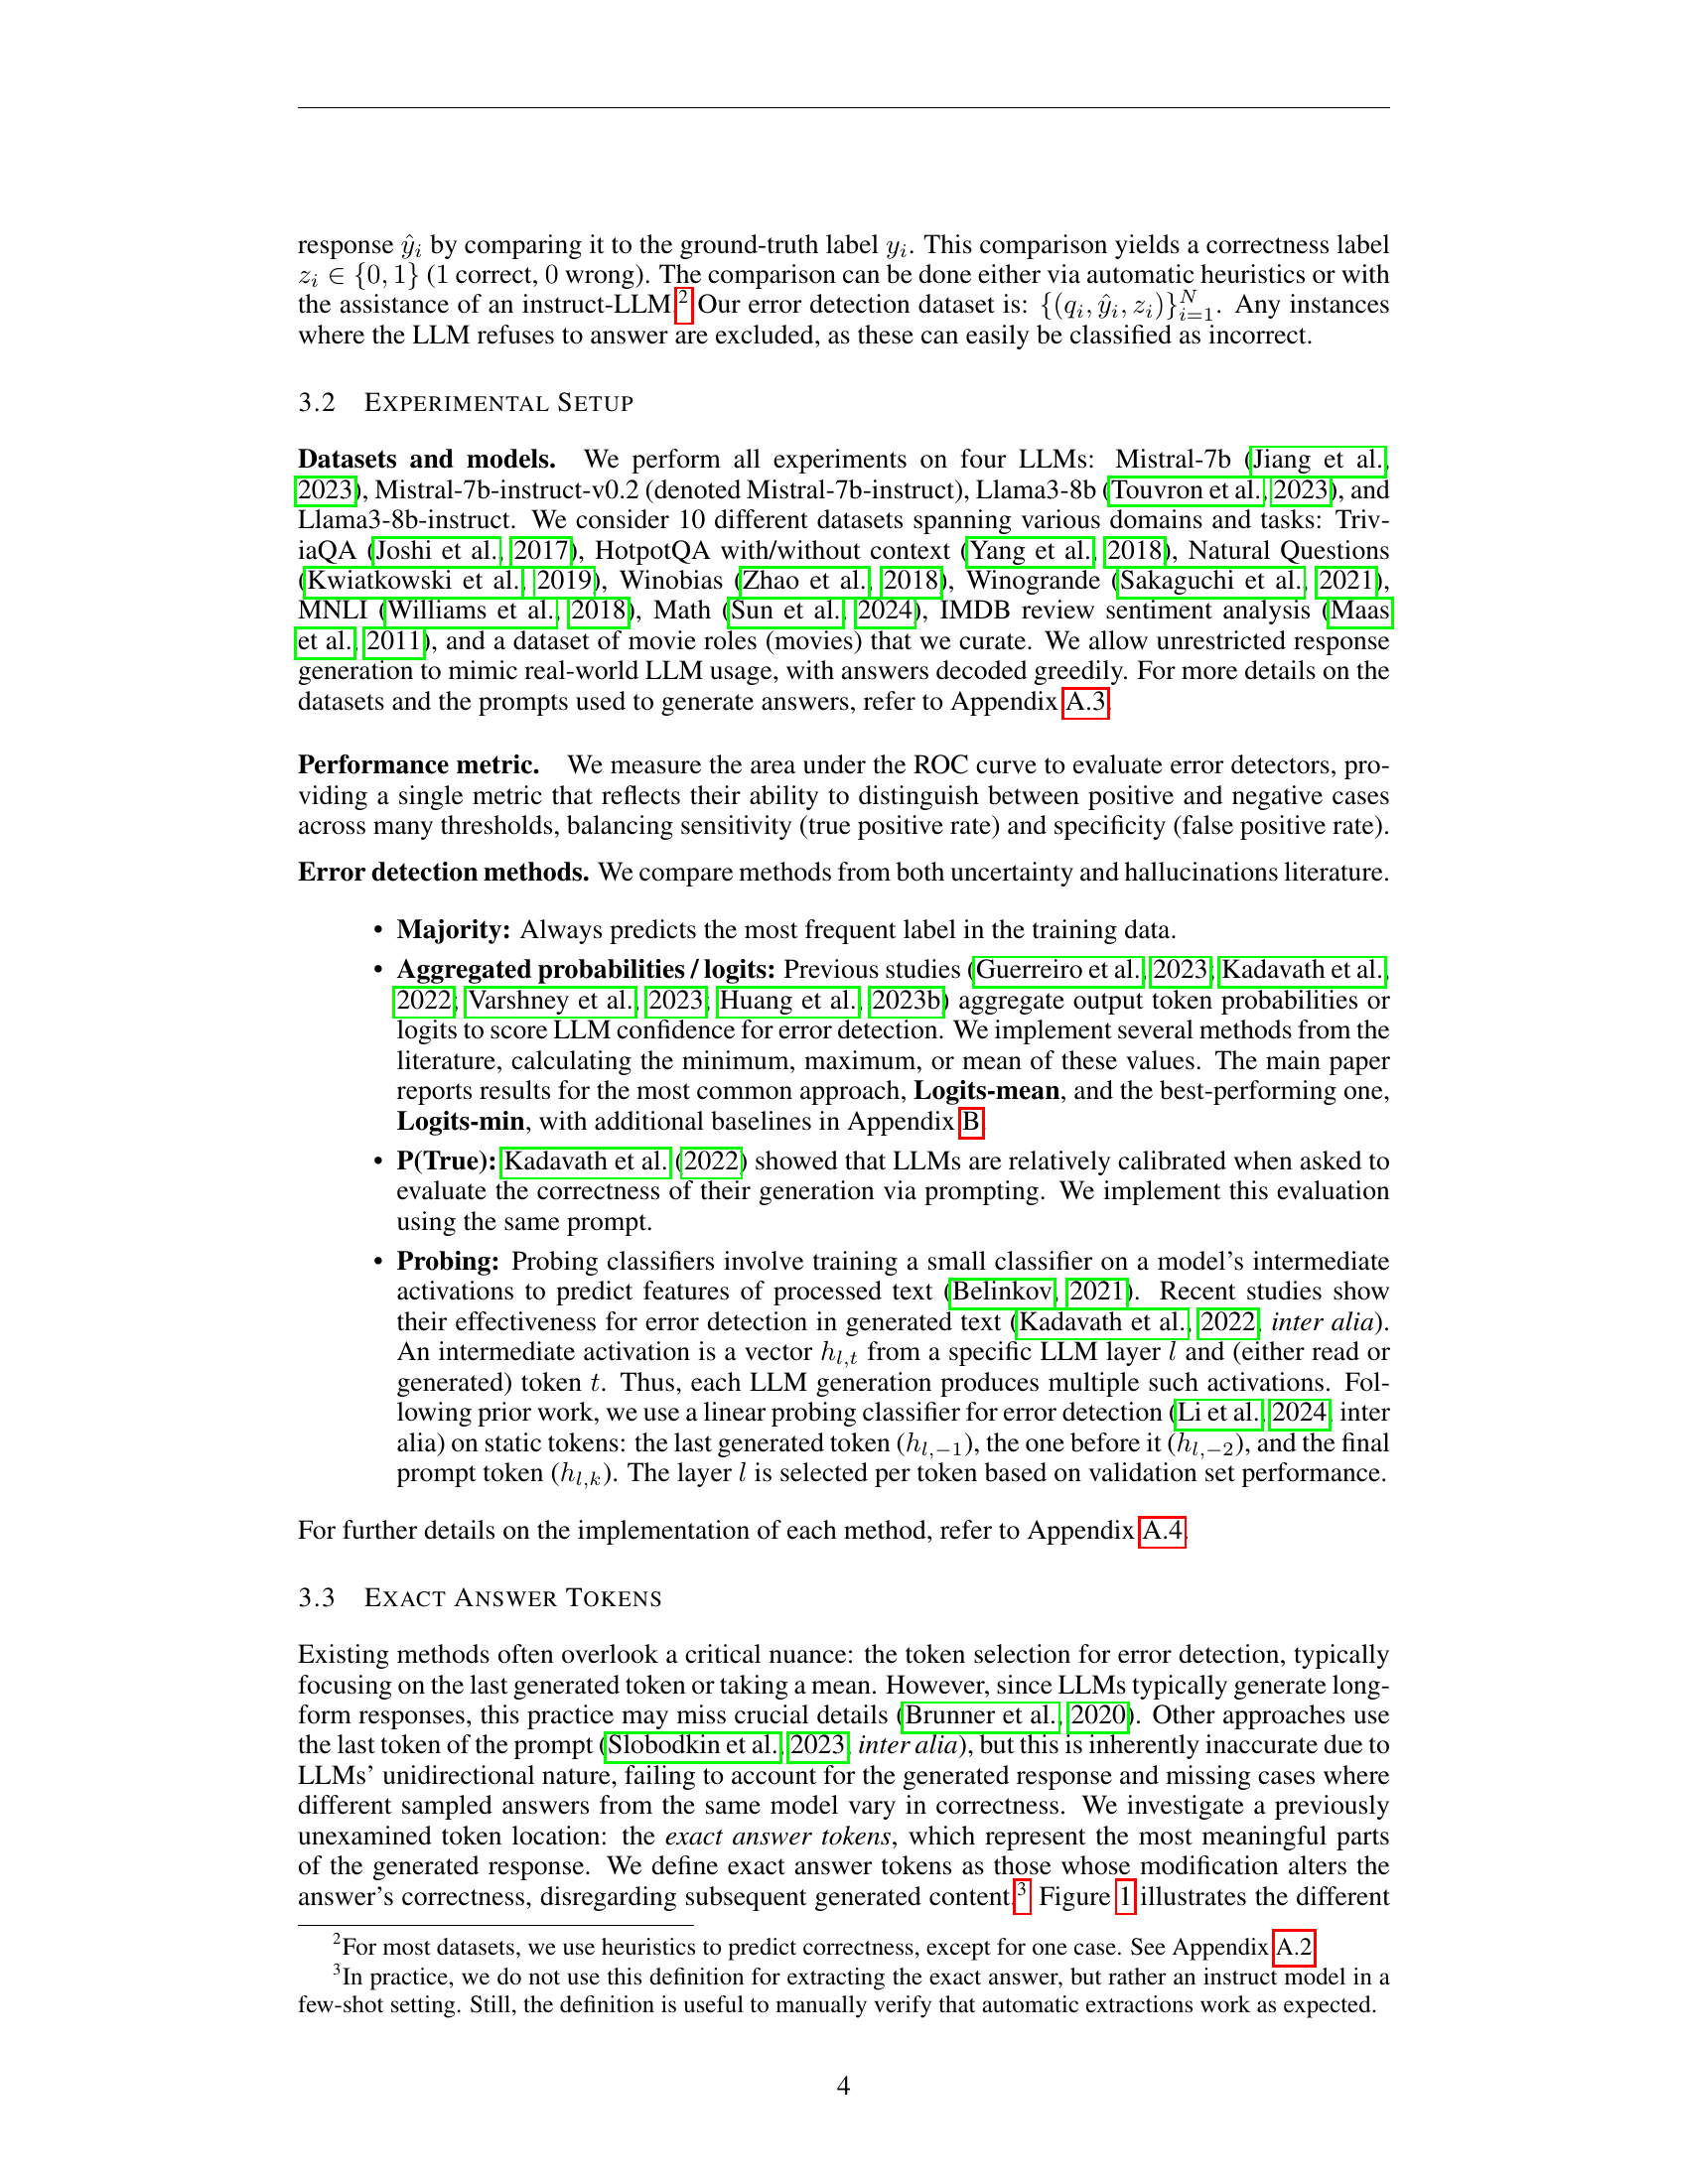 response ŷi by comparing it to the ground-truth label yi. This comparison yields a correctness label
zi ∈ {0, 1} (1 correct, 0 wrong). The comparison can be done either via automatic heuristics or with
the assistance of an instruct-LLM.2 Our error detection dataset is: {(qi, ŷi, zi)}Ni=1. Any instances
where the LLM refuses to answer are excluded, as these can easily be classified as incorrect.
3.2 EXPERIMENTAL SETUP
Datasets and models. We perform all experiments on four LLMs: Mistral-7b (Jiang et al.,
2023), Mistral-7b-instruct-v0.2 (denoted Mistral-7b-instruct), Llama3-8b (Touvron et al., 2023), and
Llama3-8b-instruct. We consider 10 different datasets spanning various domains and tasks: Triv-
iaQA (Joshi et al., 2017), HotpotQA with/without context (Yang et al., 2018), Natural Questions
(Kwiatkowski et al., 2019), Winobias (Zhao et al., 2018), Winogrande (Sakaguchi et al., 2021),
MNLI (Williams et al., 2018), Math (Sun et al., 2024), IMDB review sentiment analysis (Maas
et al., 2011), and a dataset of movie roles (movies) that we curate. We allow unrestricted response
generation to mimic real-world LLM usage, with answers decoded greedily. For more details on the
datasets and the prompts used to generate answers, refer to Appendix A.3.
Performance metric. We measure the area under the ROC curve to evaluate error detectors, pro-
viding a single metric that reflects their ability to distinguish between positive and negative cases
across many thresholds, balancing sensitivity (true positive rate) and specificity (false positive rate).
Error detection methods. We compare methods from both uncertainty and hallucinations literature.
• Majority: Always predicts the most frequent label in the training data.
• Aggregated probabilities / logits: Previous studies (Guerreiro et al., 2023; Kadavath et al.,
2022; Varshney et al., 2023; Huang et al., 2023b) aggregate output token probabilities or
logits to score LLM confidence for error detection. We implement several methods from the
literature, calculating the minimum, maximum, or mean of these values. The main paper
reports results for the most common approach, Logits-mean, and the best-performing one,
Logits-min, with additional baselines in Appendix B.
• P(True): Kadavath et al. (2022) showed that LLMs are relatively calibrated when asked to
evaluate the correctness of their generation via prompting. We implement this evaluation
using the same prompt.
• Probing: Probing classifiers involve training a small classifier on a model's intermediate
activations to predict features of processed text (Belinkov, 2021). Recent studies show
their effectiveness for error detection in generated text (Kadavath et al., 2022, inter alia).
An intermediate activation is a vector hl,t from a specific LLM layer l and (either read or
generated) token t. Thus, each LLM generation produces multiple such activations. Fol-
lowing prior work, we use a linear probing classifier for error detection (Li et al., 2024, inter
alia) on static tokens: the last generated token (hl,−1), the one before it (hl,−2), and the final
prompt token (hl,k). The layer l is selected per token based on validation set performance.
For further details on the implementation of each method, refer to Appendix A.4.
3.3 EXACT ANSWER TOKENS
Existing methods often overlook a critical nuance: the token selection for error detection, typically
focusing on the last generated token or taking a mean. However, since LLMs typically generate long-
form responses, this practice may miss crucial details (Brunner et al., 2020). Other approaches use
the last token of the prompt (Slobodkin et al., 2023, inter alia), but this is inherently inaccurate due to
LLMs' unidirectional nature, failing to account for the generated response and missing cases where
different sampled answers from the same model vary in correctness. We investigate a previously
unexamined token location: the exact answer tokens, which represent the most meaningful parts
of the generated response. We define exact answer tokens as those whose modification alters the
answer's correctness, disregarding subsequent generated content.3 Figure 1 illustrates the different
2For most datasets, we use heuristics to predict correctness, except for one case. See Appendix A.2
3In practice, we do not use this definition for extracting the exact answer, but rather an instruct model in a
few-shot setting. Still, the definition is useful to manually verify that automatic extractions work as expected.
4